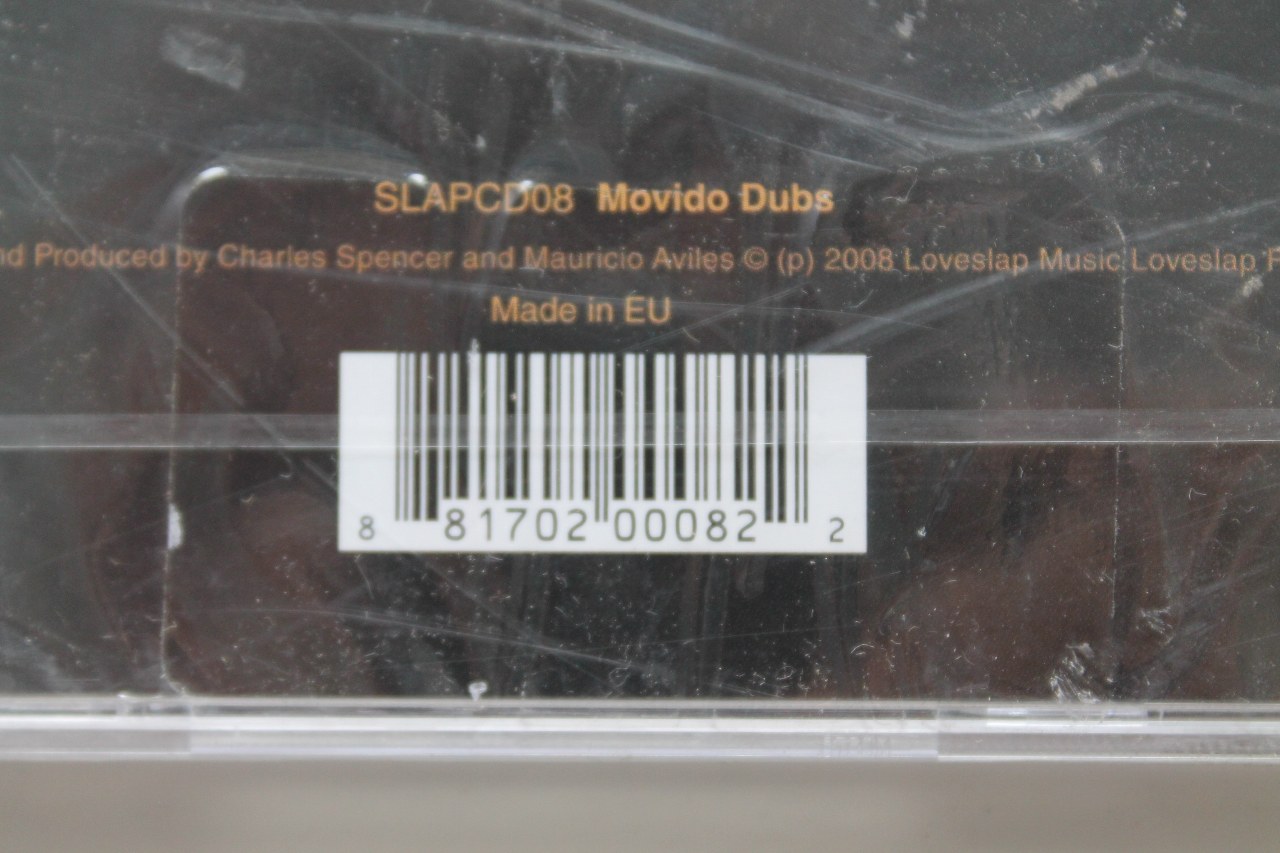 SLAPCD08 Movido Dubs
nd Produced by Charles Spencer and Mauricio Aviles © (p) 2008 Loveslap Music Loveslap
Made in EU
8 81702 00082 2